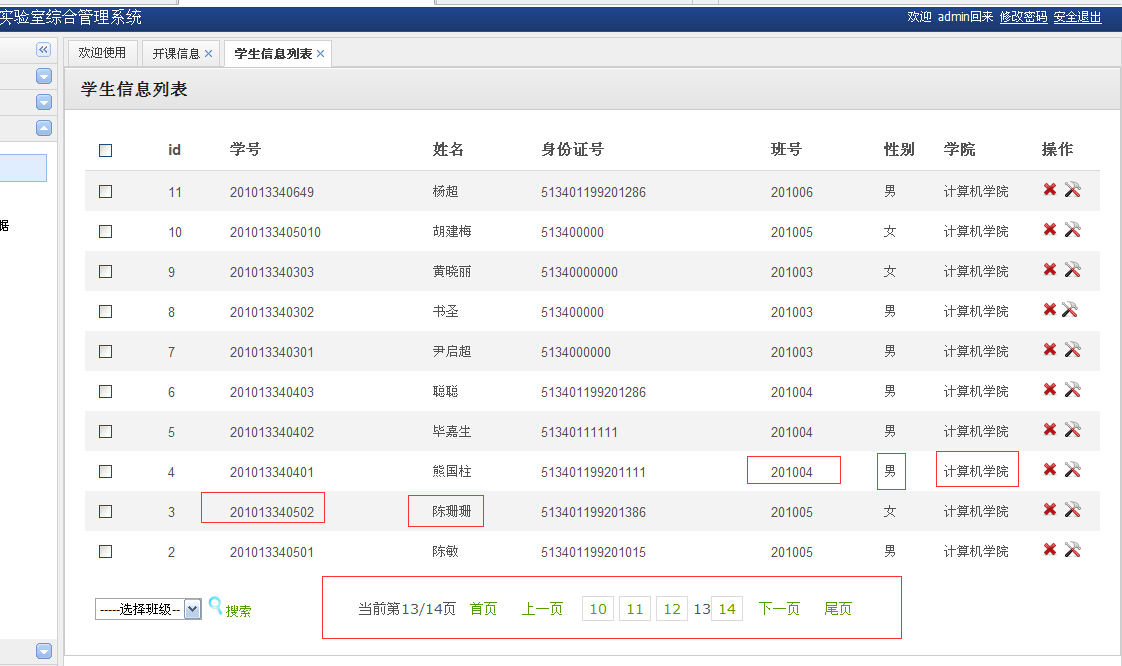 实验室综合管理系统 欢迎 admin回来 修改密码 安全退出
欢迎使用 开课信息 学生信息列表
学生信息列表
id 学号 姓名 身份证号 班号 性别 学院 操作
11 201013340649 杨超 513401199201286 201006 男 计算机学院
据
10 2010133405010 胡建梅 513400000 201005 女 计算机学院
9 201013340303 黄晓丽 51340000000 201003 女 计算机学院
8 201013340302 书圣 513400000 201003 男 计算机学院
7 201013340301 尹启超 5134000000 201003 男 计算机学院
6 201013340403 聪聪 513401199201286 201004 男 计算机学院
5 201013340402 毕嘉生 51340111111 201004 男 计算机学院
4 201013340401 熊国柱 513401199201111 201004 男 计算机学院
3 201013340502 陈珊珊 513401199201386 201005 女 计算机学院
2 201013340501 陈敏 513401199201015 201005 男 计算机学院
-----选择班级-- 搜索 当前第13/14页 首页 上一页 10 11 12 13 14 下一页 尾页